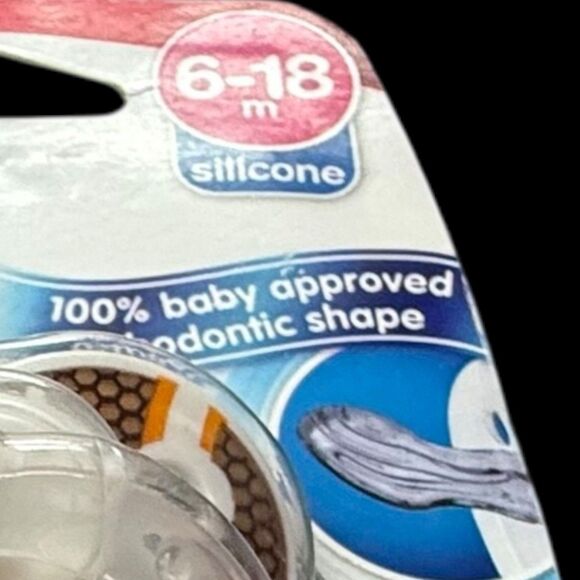 6-18
m
silicone
100% baby approved
shape